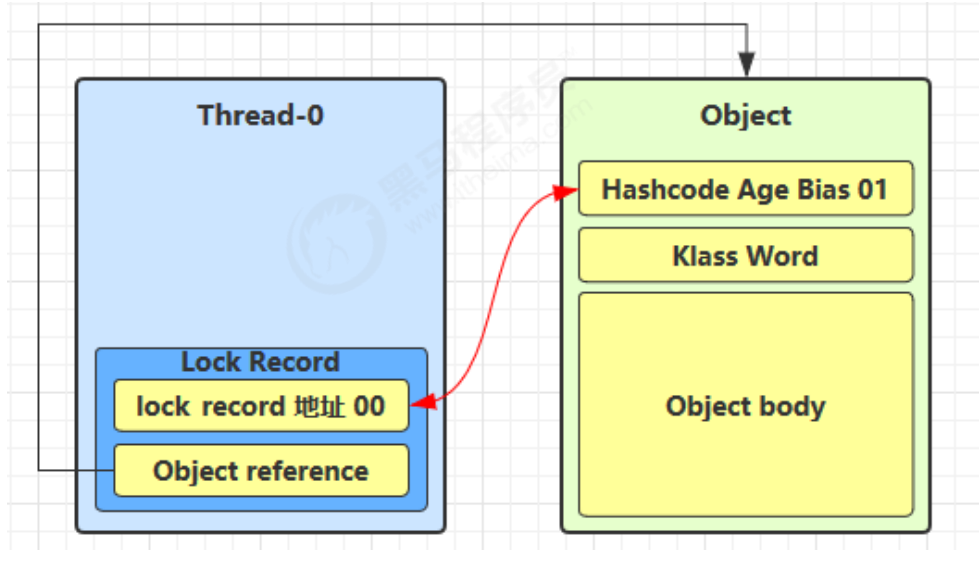 Thread-0
Lock Record
lock record 地址 00
Object reference
Object
Hashcode Age Bias 01
Klass Word
Object body
黑马程序员
www.itheima.com